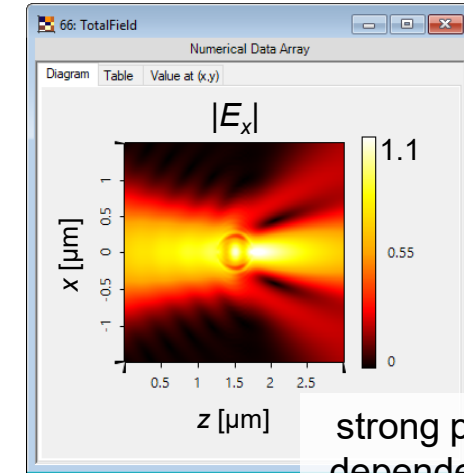 66: TotalField
Numerical Data Array
Diagram Table Value at (x,y)
|Eₓ|
1.1
0.55
0
x [μm]
1
0.5
0
-0.5
-1
0.5 1 1.5 2 2.5
z [μm]
strong